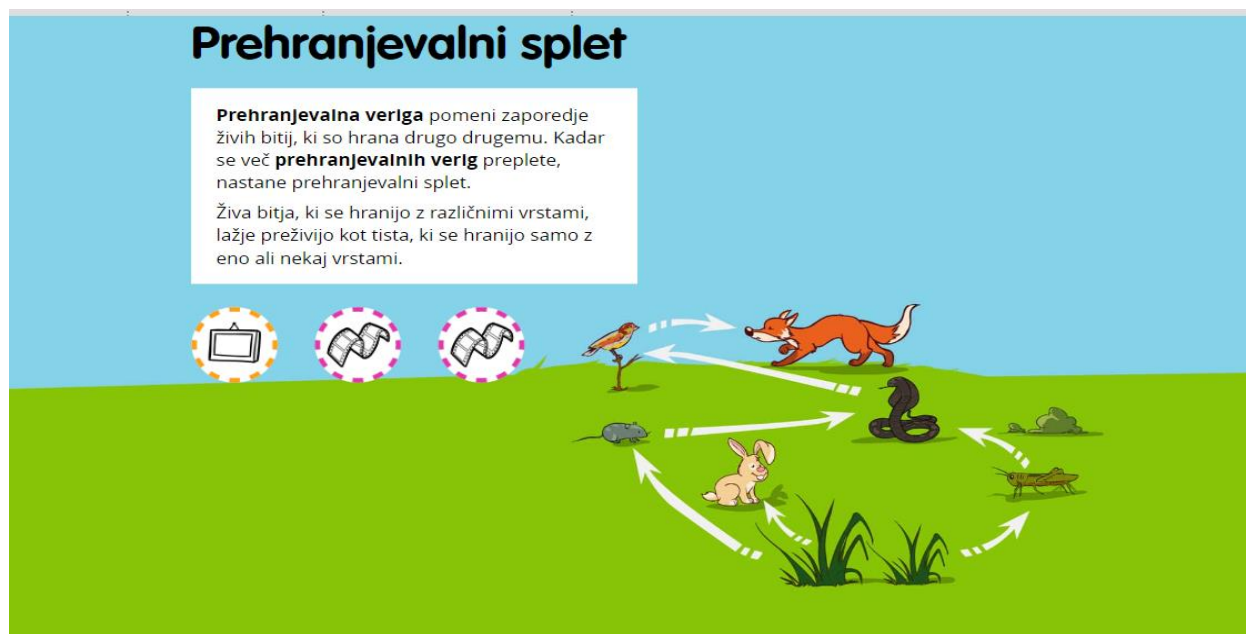 Prehranjevalni splet
Prehranjevalna veriga pomeni zaporedje
živih bitij, ki so hrana drugo drugemu. Kadar
se več prehranjevalnih verig preplete,
nastane prehranjevalni splet.
Živa bitja, ki se hranijo z različnimi vrstami,
lažje preživijo kot tista, ki se hranijo samo z
eno ali nekaj vrstami.